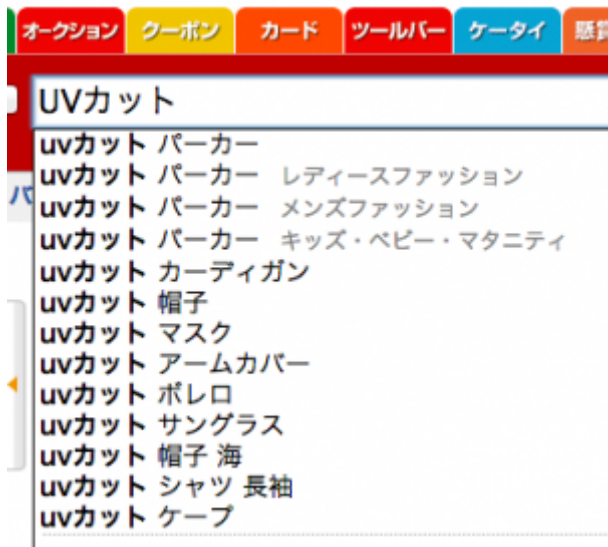 オークション クーポン カード ツールバー ケータイ 懸賞
UVカット
uvカット パーカー
uvカット パーカー レディースファッション
パ
uvカット パーカー メンズファッション
uvカット パーカー キッズ・ベビー・マタニティ
uvカット カーディガン
uvカット 帽子
uvカット マスク
uvカット アームカバー
uvカット ボレロ
uvカット サングラス
uvカット 帽子 海
uvカット シャツ 長袖
uvカット ケープ